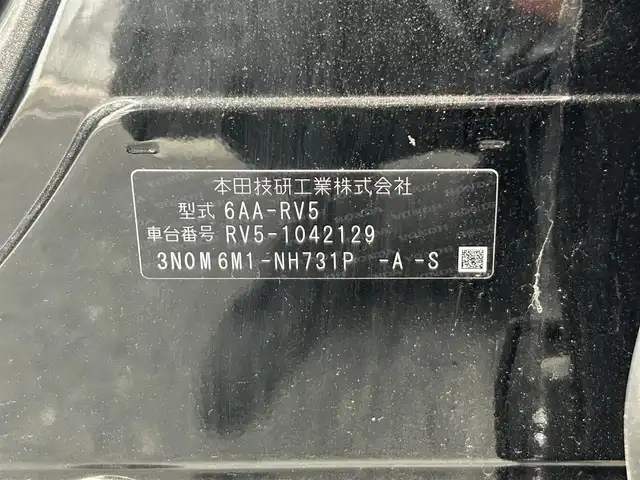 本田技研工業株式会社
型式 6AA-RV5
車台番号 RV5-1042129
3N0M6M1-NH731P -A -S